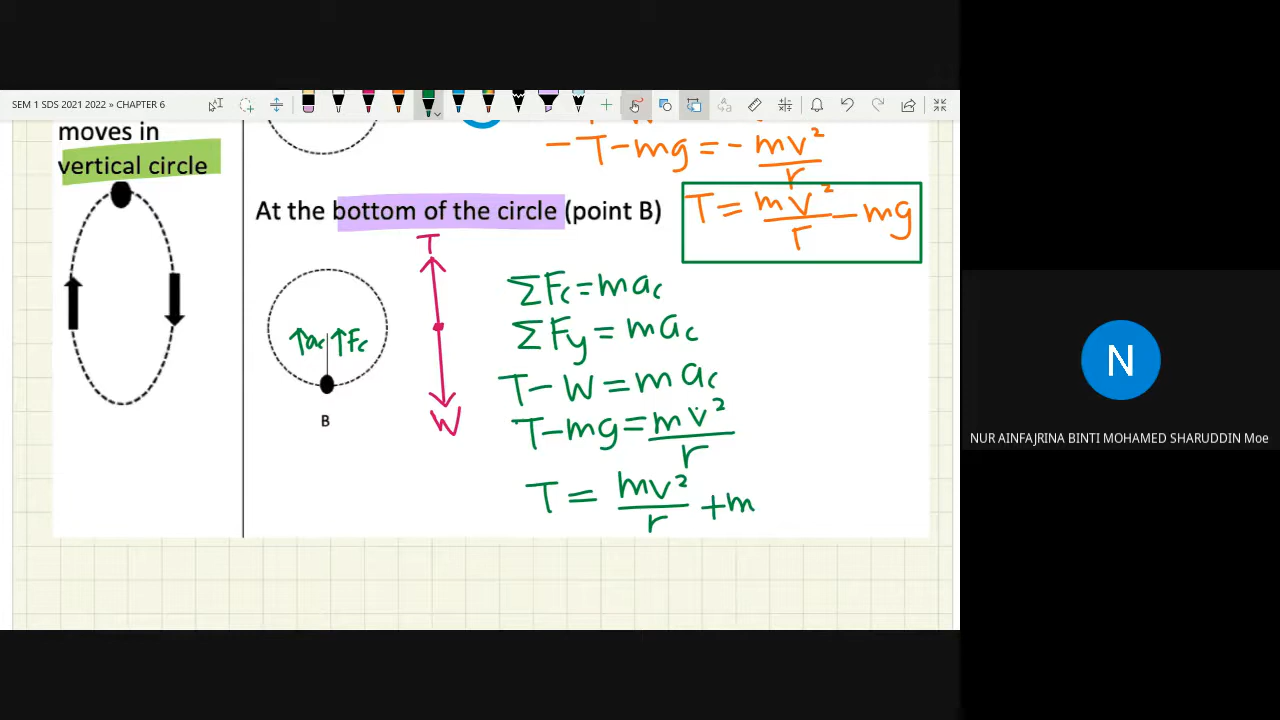 SEM 1 SDS 2021 2022 » CHAPTER 6
moves in
vertical circle
-T-mg=-mv²/r
At the bottom of the circle (point B)
T=mv²/r-mg
T
W
↑ac ↑Fc
B
ΣFc=mac
ΣFy=mac
T-W=mac
T-mg=mv²/r
T=mv²/r+m
N
NUR AINFAJRINA BINTI MOHAMED SHARUDDIN Moe